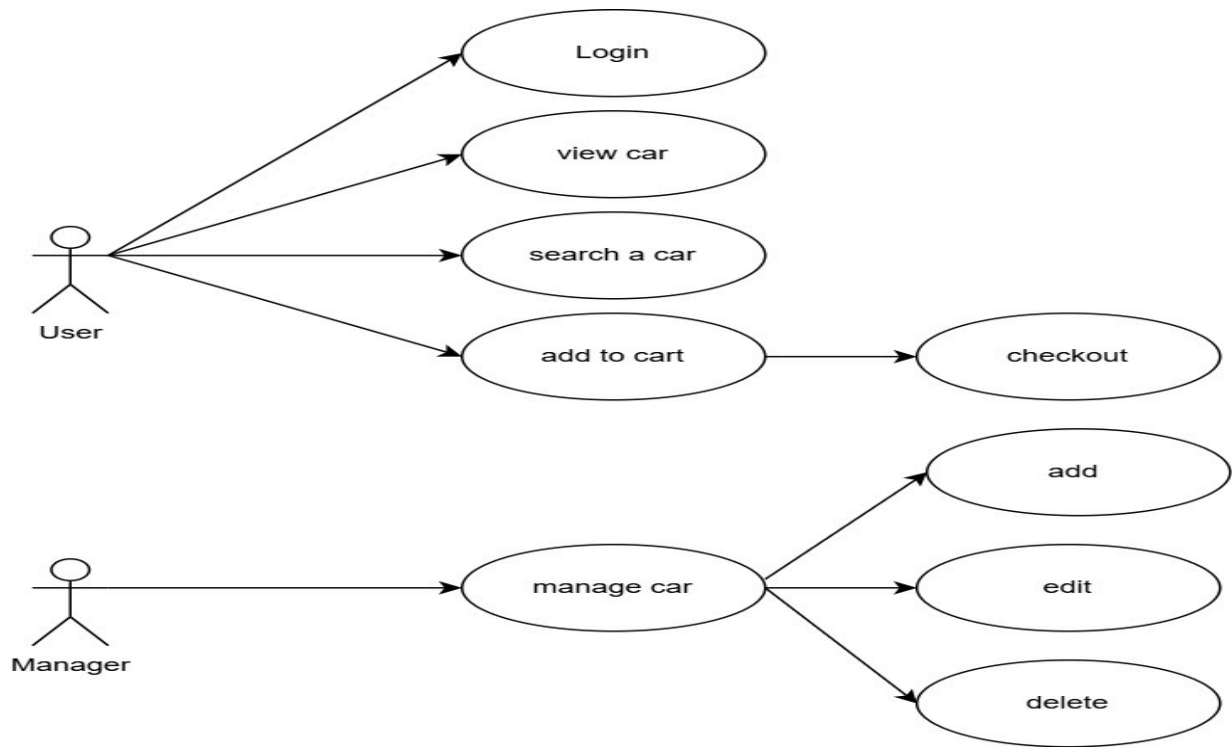 Login
view car
search a car
User
add to cart
checkout
add
manage car
edit
Manager
delete